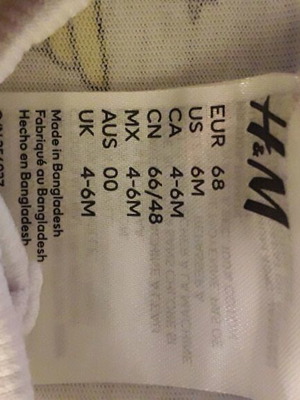 H&M
EUR 68
US 6M
CA 4-6M
CN 66/48
MX 4-6M
AUS 00
UK 4-6M
Made in Bangladesh
Fabriqué au Bangladesh
Hecho en Bangladesh